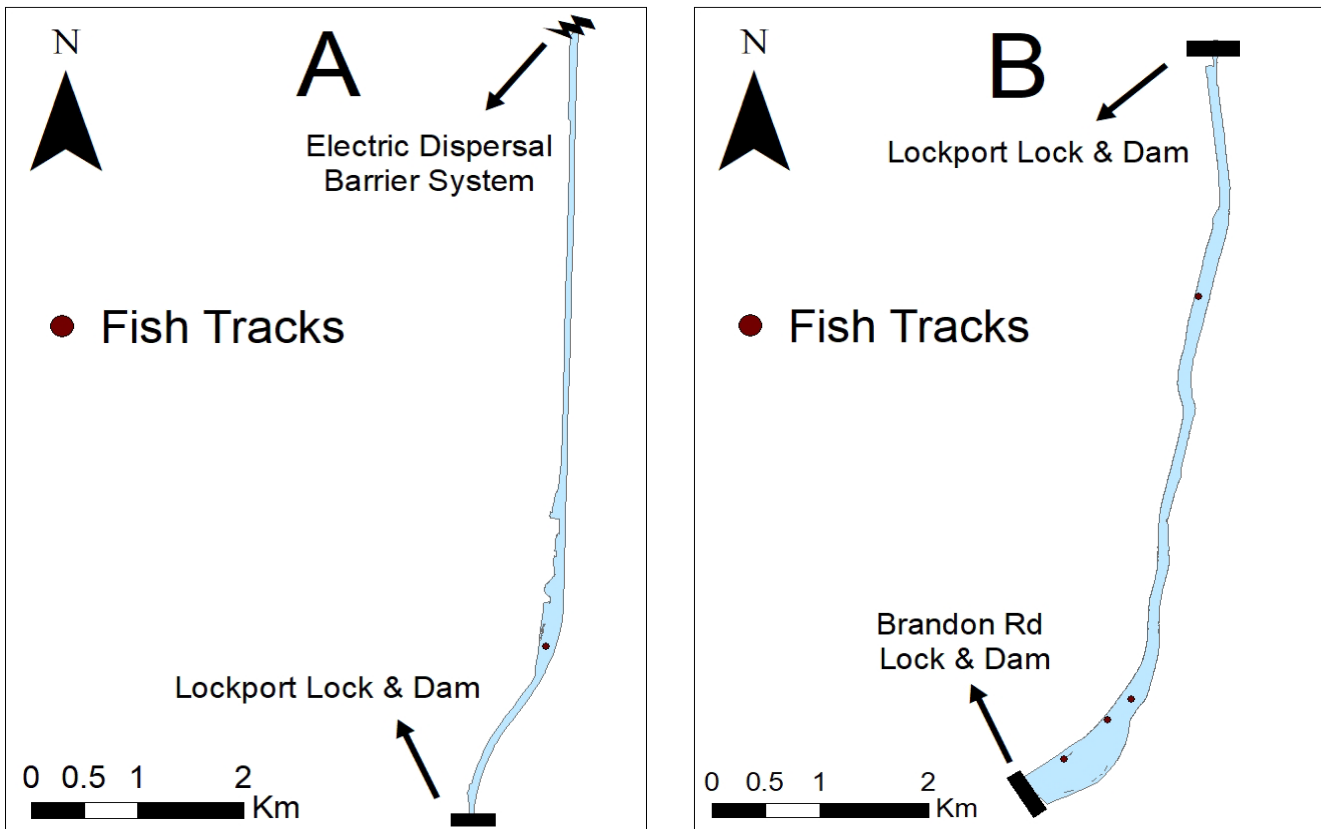 N
A
Electric Dispersal
Barrier System
Fish Tracks
Lockport Lock & Dam
0 0.5 1 2
Km
N
B
Lockport Lock & Dam
Fish Tracks
Brandon Rd
Lock & Dam
0 0.5 1 2
Km